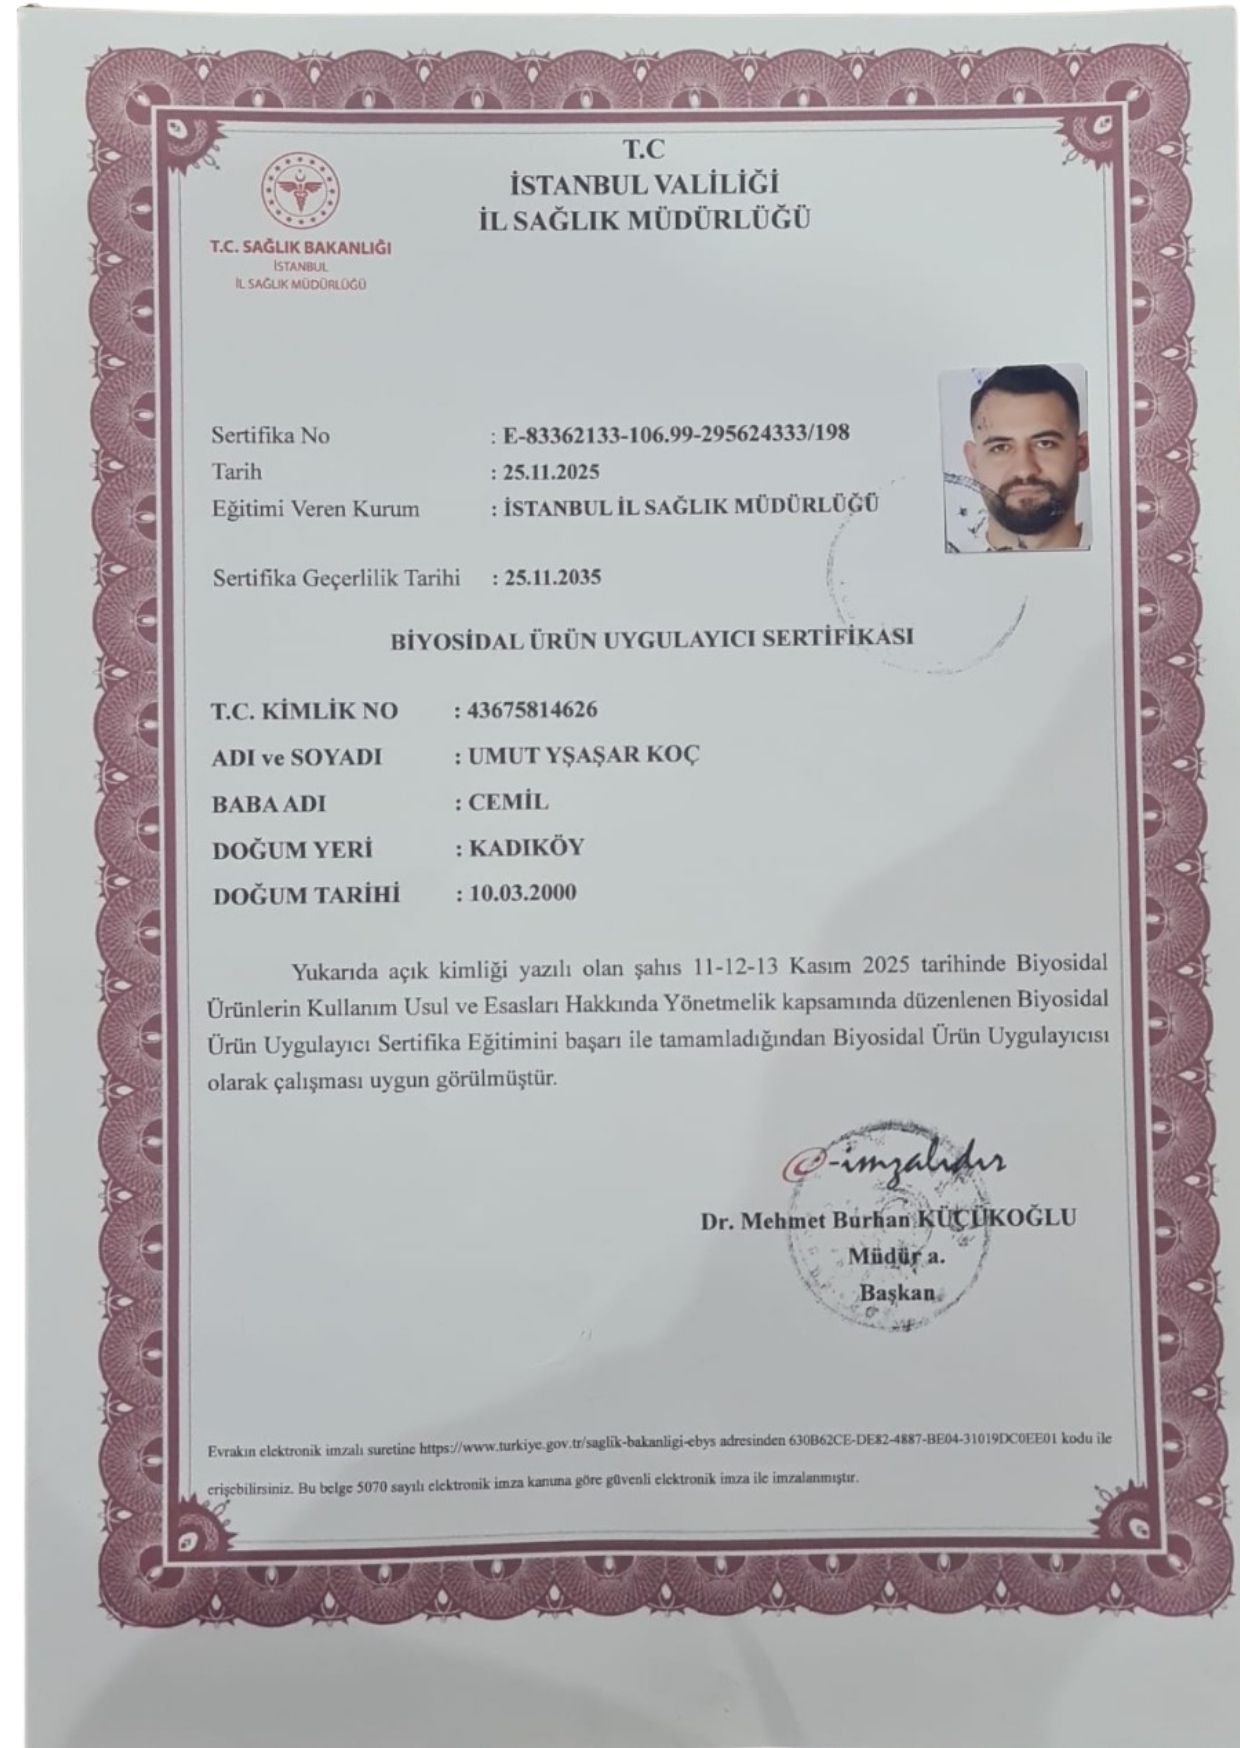 T.C
İSTANBUL VALİLİĞİ
İL SAĞLIK MÜDÜRLÜĞÜ
T.C. SAĞLIK BAKANLIĞI
İSTANBUL
İL SAĞLIK MÜDÜRLÜĞÜ
Sertifika No : E-83362133-106.99-295624333/198
Tarih : 25.11.2025
Eğitimi Veren Kurum : İSTANBUL İL SAĞLIK MÜDÜRLÜĞÜ
Sertifika Geçerlilik Tarihi : 25.11.2035
BİYOSİDAL ÜRÜN UYGULAYICI SERTİFİKASI
T.C. KİMLİK NO : 43675814626
ADI ve SOYADI : UMUT YŞAŞAR KOÇ
BABA ADI : CEMİL
DOĞUM YERİ : KADIKÖY
DOĞUM TARİHİ : 10.03.2000
Yukarıda açık kimliği yazılı olan şahıs 11-12-13 Kasım 2025 tarihinde Biyosidal
Ürünlerin Kullanım Usul ve Esasları Hakkında Yönetmelik kapsamında düzenlenen Biyosidal
Ürün Uygulayıcı Sertifika Eğitimini başarı ile tamamladığından Biyosidal Ürün Uygulayıcısı
olarak çalışması uygun görülmüştür.
e-imzalıdır
Dr. Mehmet Burhan KÜÇÜKOĞLU
Müdür a.
Başkan
Evrakın elektronik imzalı suretine https://www.turkiye.gov.tr/saglik-bakanligi-ebys adresinden 630B62CE-DE82-4887-BE04-31019DC0EE01 kodu ile
erişebilirsiniz. Bu belge 5070 sayılı elektronik imza kanuna göre güvenli elektronik imza ile imzalanmıştır.